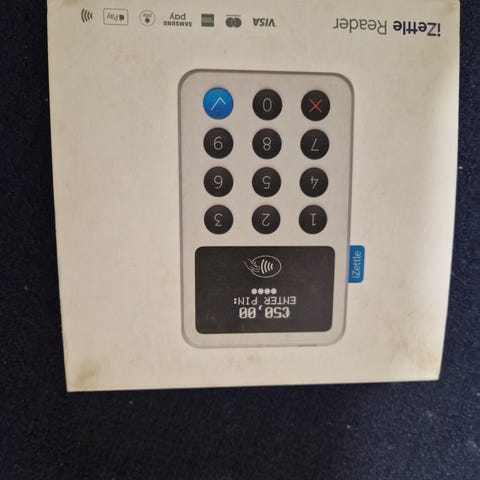 iZettle Reader
VISA
SAMSUNG
pay
G Pay
Pay
€50,00
ENTER PIN:
iZettle
1 2 3
4 5 6
7 8 9
0